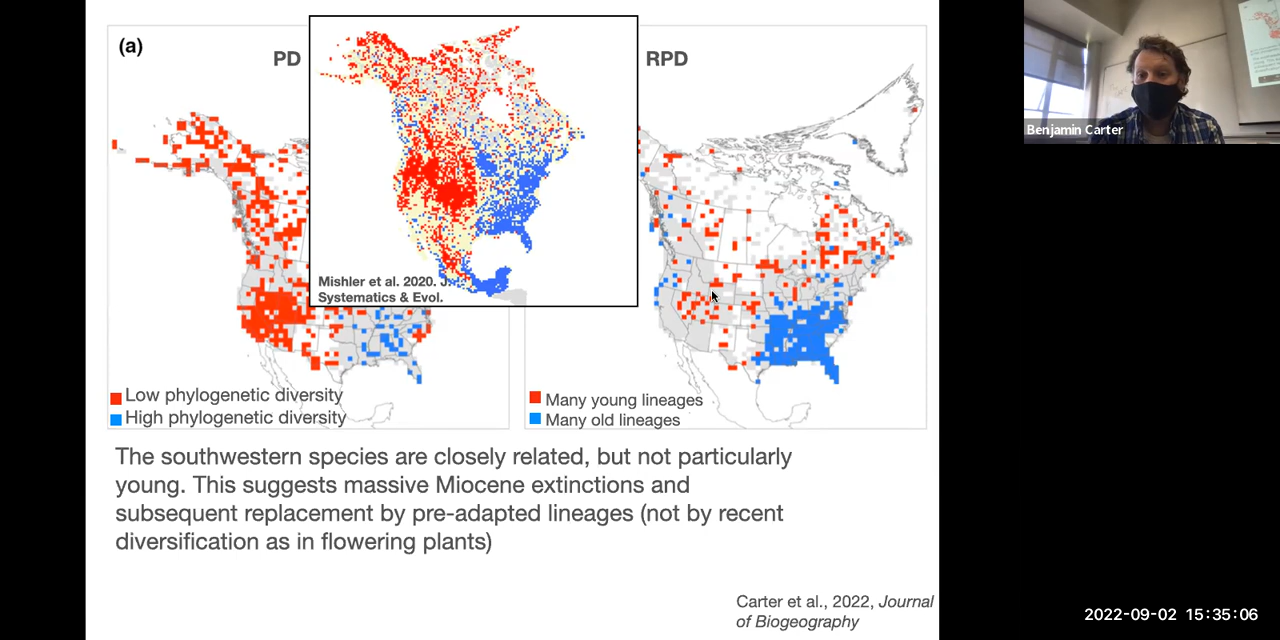 (a)
PD
RPD
Mishler et al. 2020. J.
Systematics & Evol.
Low phylogenetic diversity
High phylogenetic diversity
Many young lineages
Many old lineages
The southwestern species are closely related, but not particularly
young. This suggests massive Miocene extinctions and
subsequent replacement by pre-adapted lineages (not by recent
diversification as in flowering plants)
Carter et al., 2022, Journal
of Biogeography
Benjamin Carter
2022-09-02 15:35:06